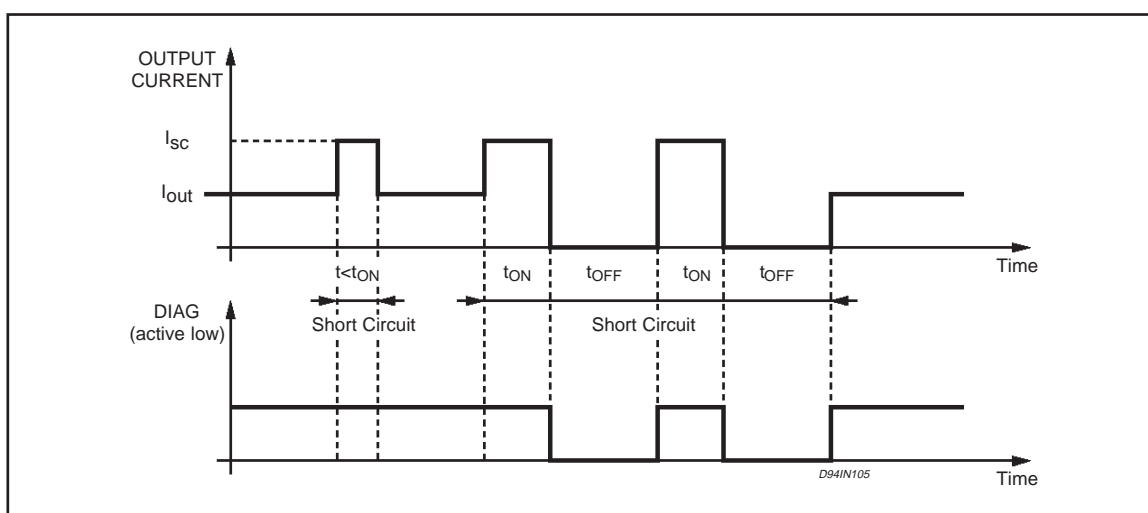 OUTPUT
CURRENT
Isc
Iout
Time
t<tON
tON
tOFF
tON
tOFF
DIAG
(active low)
Short Circuit
Short Circuit
D94IN105
Time